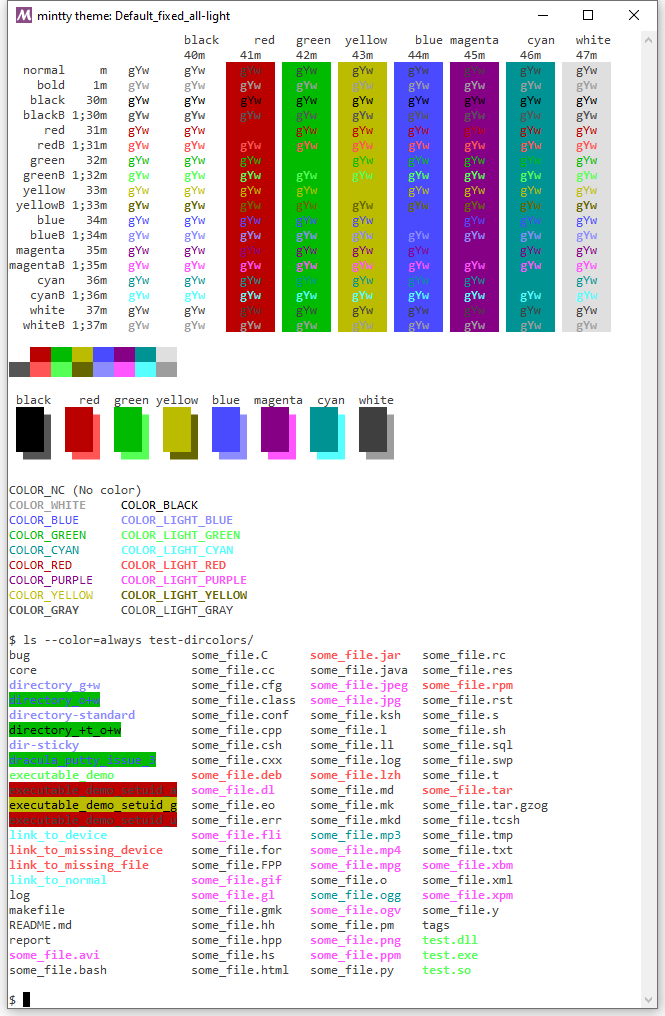 mintty theme: Default_fixed_all-light
black red green yellow blue magenta cyan white
40m 41m 42m 43m 44m 45m 46m 47m
normal m gYw gYw gYw gYw gYw gYw gYw gYw gYw
bold 1m gYw gYw gYw gYw gYw gYw gYw gYw gYw
black 30m gYw gYw gYw gYw gYw gYw gYw gYw gYw
blackB 1;30m gYw gYw gYw gYw gYw gYw gYw gYw gYw
red 31m gYw gYw gYw gYw gYw gYw gYw gYw
redB 1;31m gYw gYw gYw gYw gYw gYw gYw gYw gYw
green 32m gYw gYw gYw gYw gYw gYw gYw gYw
greenB 1;32m gYw gYw gYw gYw gYw gYw gYw gYw gYw
yellow 33m gYw gYw gYw gYw gYw gYw gYw gYw
yellowB 1;33m gYw gYw gYw gYw gYw gYw gYw gYw gYw
blue 34m gYw gYw gYw gYw gYw gYw gYw gYw
blueB 1;34m gYw gYw gYw gYw gYw gYw gYw gYw gYw
magenta 35m gYw gYw gYw gYw gYw gYw gYw gYw
magentaB 1;35m gYw gYw gYw gYw gYw gYw gYw gYw gYw
cyan 36m gYw gYw gYw gYw gYw gYw gYw gYw
cyanB 1;36m gYw gYw gYw gYw gYw gYw gYw gYw gYw
white 37m gYw gYw gYw gYw gYw gYw gYw gYw gYw
whiteB 1;37m gYw gYw gYw gYw gYw gYw gYw gYw gYw
black red green yellow blue magenta cyan white
COLOR_NC (No color)
COLOR_WHITE COLOR_BLACK
COLOR_BLUE COLOR_LIGHT_BLUE
COLOR_GREEN COLOR_LIGHT_GREEN
COLOR_CYAN COLOR_LIGHT_CYAN
COLOR_RED COLOR_LIGHT_RED
COLOR_PURPLE COLOR_LIGHT_PURPLE
COLOR_YELLOW COLOR_LIGHT_YELLOW
COLOR_GRAY COLOR_LIGHT_GRAY
$ ls --color=always test-dircolors/
bug some_file.C some_file.jar some_file.rc
core some_file.cc some_file.java some_file.res
directory_g+w some_file.cfg some_file.jpeg some_file.rpm
directory_o+w some_file.class some_file.jpg some_file.rst
directory-standard some_file.conf some_file.ksh some_file.s
directory_+t_o+w some_file.cpp some_file.l some_file.sh
dir-sticky some_file.csh some_file.ll some_file.sql
some_file.cxx some_file.log some_file.swp
executable_demo some_file.deb some_file.lzh some_file.t
some_file.dl some_file.md some_file.tar
executable_demo_setuid_g some_file.eo some_file.mk some_file.tar.gzog
some_file.err some_file.mkd some_file.tcsh
link_to_device some_file.fli some_file.mp3 some_file.tmp
link_to_missing_device some_file.for some_file.mp4 some_file.txt
link_to_missing_file some_file.FPP some_file.mpg some_file.xbm
link_to_normal some_file.gif some_file.o some_file.xml
log some_file.gl some_file.ogg some_file.xpm
makefile some_file.gmk some_file.ogv some_file.y
README.md some_file.hh some_file.pm tags
report some_file.hpp some_file.png test.dll
some_file.avi some_file.hs some_file.ppm test.exe
some_file.bash some_file.html some_file.py test.so
$